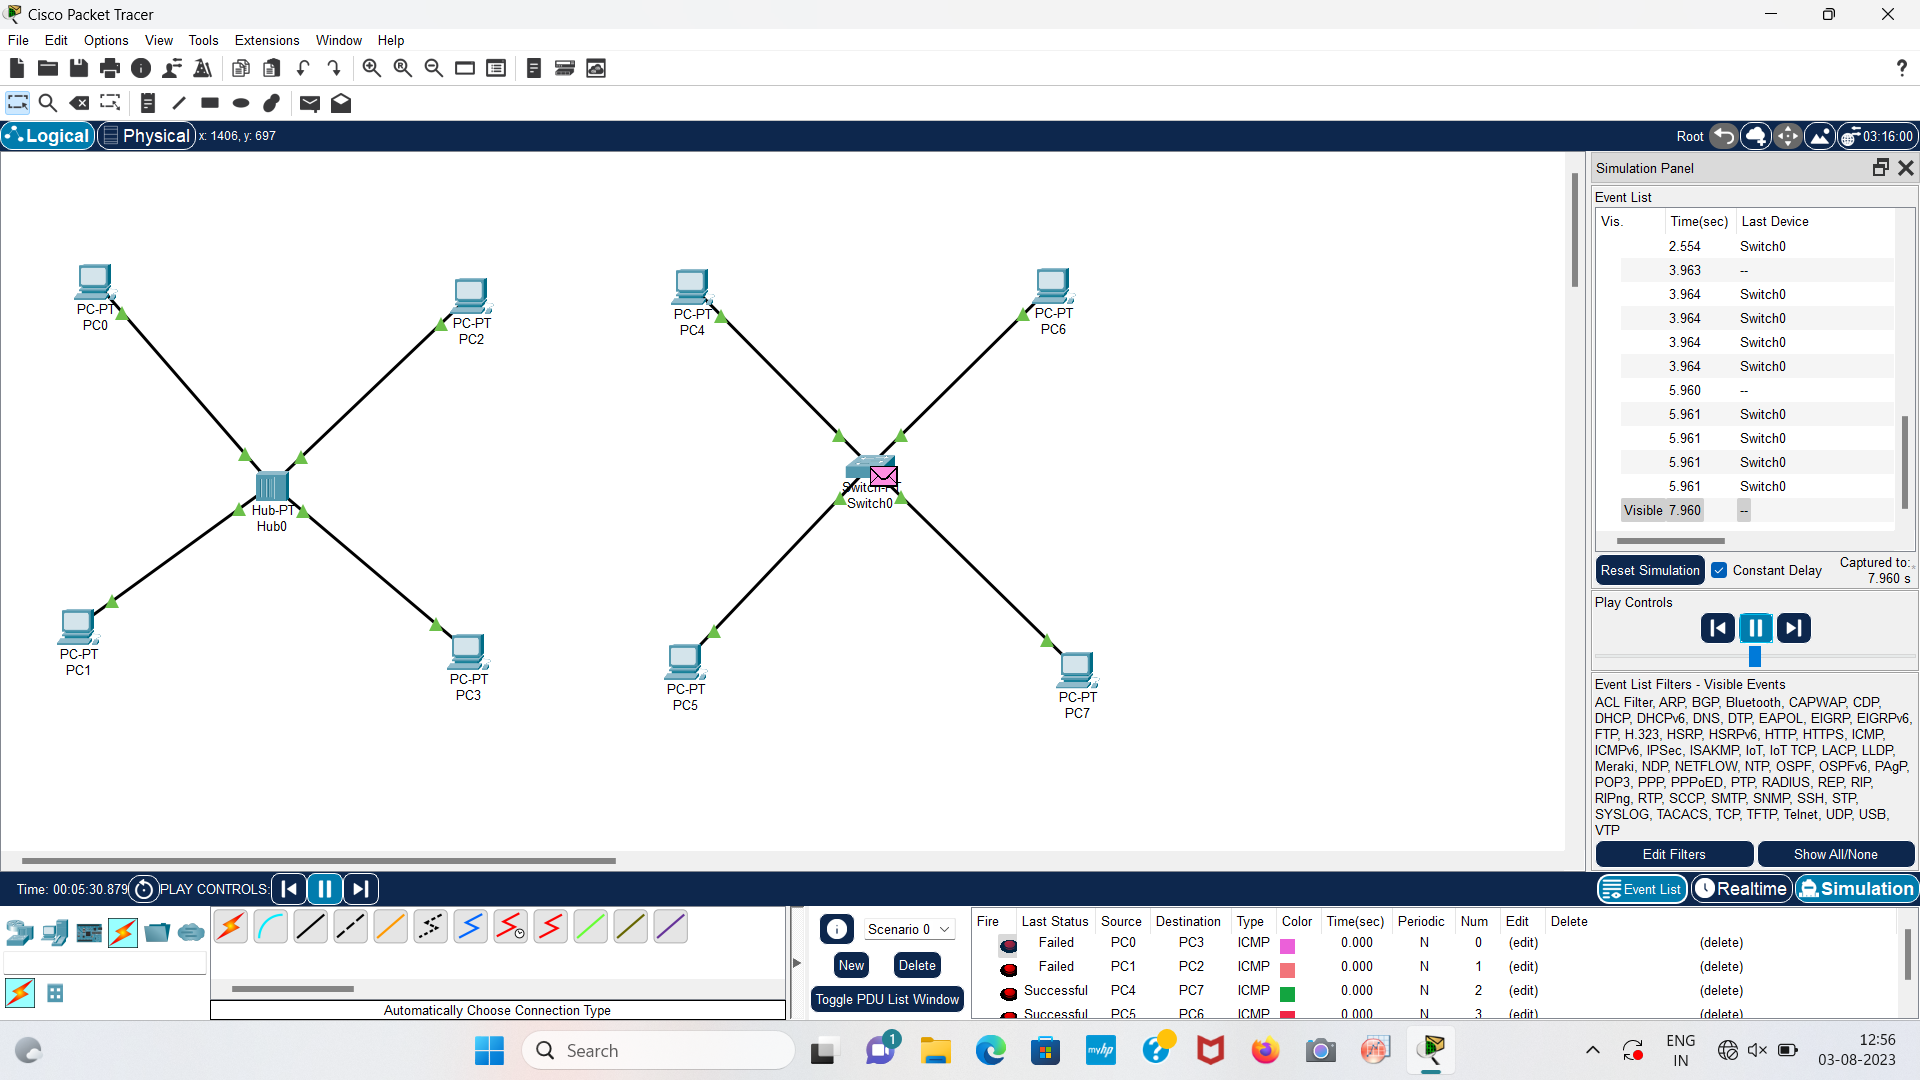 Cisco Packet Tracer
File Edit Options View Tools Extensions Window Help
?
Logical Physical x: 1406, y: 697 Root 03:16:00
Simulation Panel
Event List
Vis. Time(sec) Last Device
2.554 Switch0
3.963 --
3.964 Switch0
3.964 Switch0
3.964 Switch0
3.964 Switch0
5.960 --
5.961 Switch0
5.961 Switch0
5.961 Switch0
5.961 Switch0
Visible 7.960 --
Reset Simulation Constant Delay Captured to:
7.960 s
Play Controls
Event List Filters - Visible Events
ACL Filter, ARP, BGP, Bluetooth, CAPWAP, CDP,
DHCP, DHCPv6, DNS, DTP, EAPOL, EIGRP, EIGRPv6,
FTP, H.323, HSRP, HSRPv6, HTTP, HTTPS, ICMP,
ICMPv6, IPSec, ISAKMP, IoT, IoT TCP, LACP, LLDP,
Meraki, NDP, NETFLOW, NTP, OSPF, OSPFv6, PAgP,
POP3, PPP, PPPoED, PTP, RADIUS, REP, RIP,
RIPng, RTP, SCCP, SMTP, SNMP, SSH, STP,
SYSLOG, TACACS, TCP, TFTP, Telnet, UDP, USB,
VTP
Edit Filters Show All/None
PC-PT
PC0
PC-PT
PC2
PC-PT
PC4
PC-PT
PC6
Hub-PT
Hub0
Switch-PT
Switch0
PC-PT
PC1
PC-PT
PC3
PC-PT
PC5
PC-PT
PC7
Time: 00:05:30.879 PLAY CONTROLS: Event List Realtime Simulation
Automatically Choose Connection Type
Scenario 0
New Delete
Toggle PDU List Window
Fire Last Status Source Destination Type Color Time(sec) Periodic Num Edit Delete
Failed PC0 PC3 ICMP 0.000 N 0 (edit) (delete)
Failed PC1 PC2 ICMP 0.000 N 1 (edit) (delete)
Successful PC4 PC7 ICMP 0.000 N 2 (edit) (delete)
Successful PC5 PC6 ICMP 0.000 N 3 (edit) (delete)
Search 1 myhp ? ENG
IN
12:56
03-08-2023